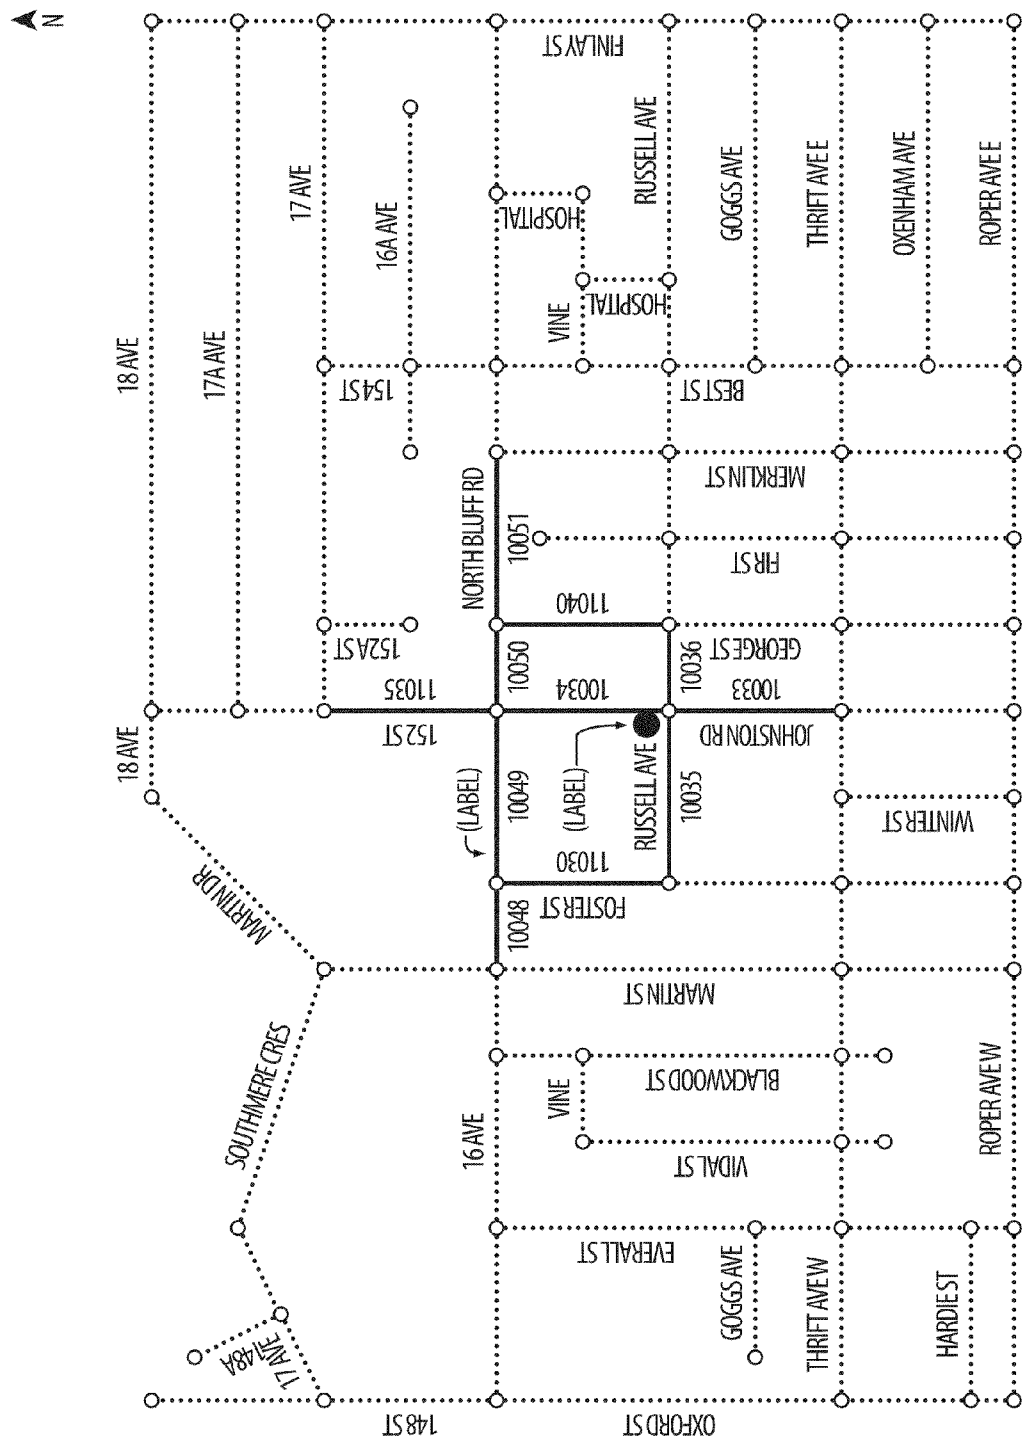 N
FINLAY ST
RUSSELL AVE
GOGGS AVE
THRIFT AVE E
OXENHAM AVE
ROPER AVE E
17 AVE
16A AVE
HOSPITAL
VINE
HOSPITAL
18 AVE
17A AVE
154 ST
BEST ST
MERKLIN ST
NORTH BLUFF RD
10051
FIRST
11040
152A ST
GEORGE ST
10050
10036
11035
10034
10033
152 ST
JOHNSTON RD
18 AVE
(LABEL)
10049
(LABEL)
RUSSELL AVE
10035
WINTER ST
11030
MARTIN DR
FOSTER ST
10048
MARTIN ST
SOUTHMERE CRES
BLACKWOOD ST
VINE
16 AVE
ROPER AVE W
VIDAL ST
EVERALL ST
GOGGS AVE
THRIFT AVE W
HARDIE ST
148A
17 AVE
148 ST
OXFORD ST